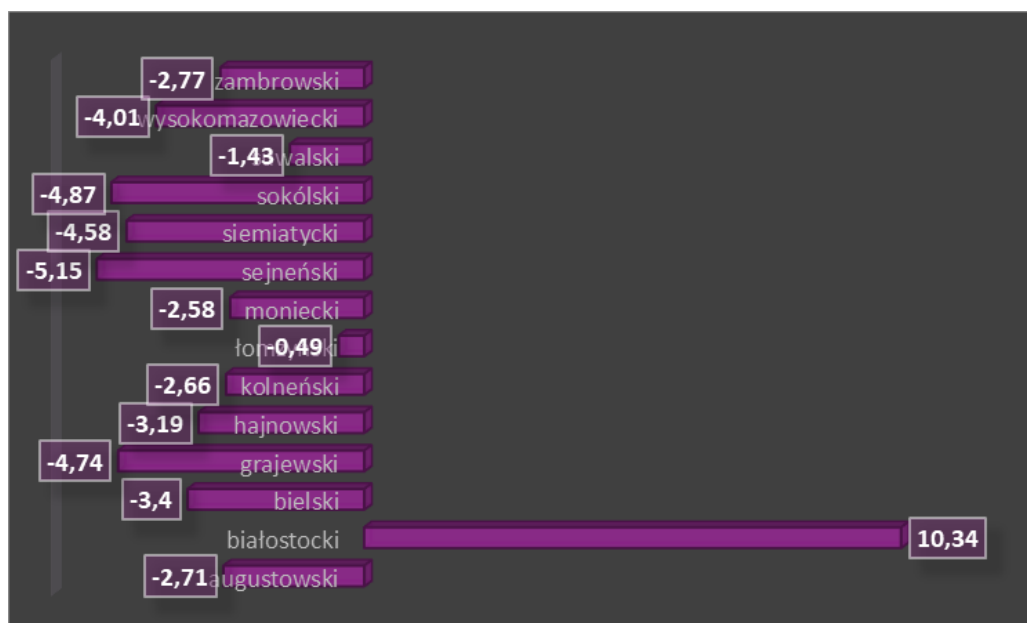 -2,77 zambrowski
-4,01 wysokomazowiecki
-1,43 suwalski
-4,87 sokólski
-4,58 siemiatycki
-5,15 sejneński
-2,58 moniecki
-0,49 łomżyński
-2,66 kolneński
-3,19 hajnowski
-4,74 grajewski
-3,4 bielski
białostocki 10,34
-2,71 augustowski